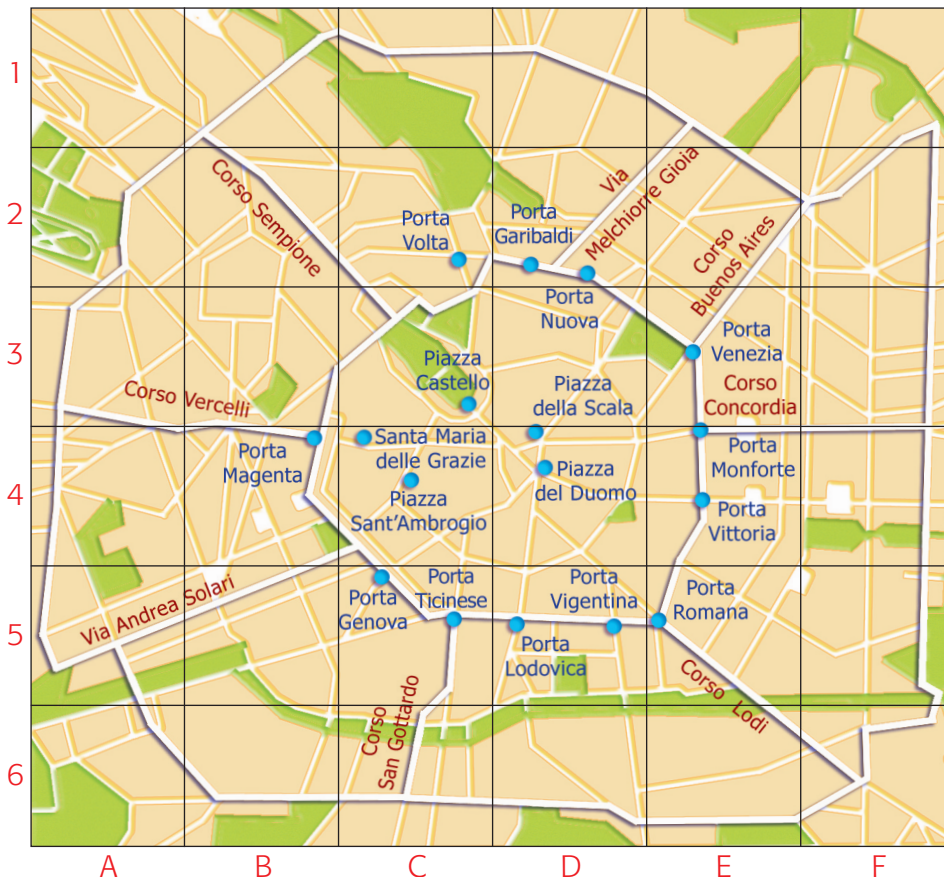 1
2
3
4
5
6
Corso Sempione
Via
Melchiorre Gioia
Porta
Volta
Porta
Garibaldi
Corso
Buenos Aires
Porta
Nuova
Porta
Venezia
Piazza
Castello
Piazza
della Scala
Corso
Concordia
Corso Vercelli
Porta
Magenta
Santa Maria
delle Grazie
Piazza
Sant'Ambrogio
Piazza
del Duomo
Porta
Monforte
Porta
Vittoria
Via Andrea Solari
Porta
Genova
Porta
Ticinese
Porta
Vigentina
Porta
Romana
Porta
Lodovica
Corso
San Gottardo
Corso Lodi
A
B
C
D
E
F